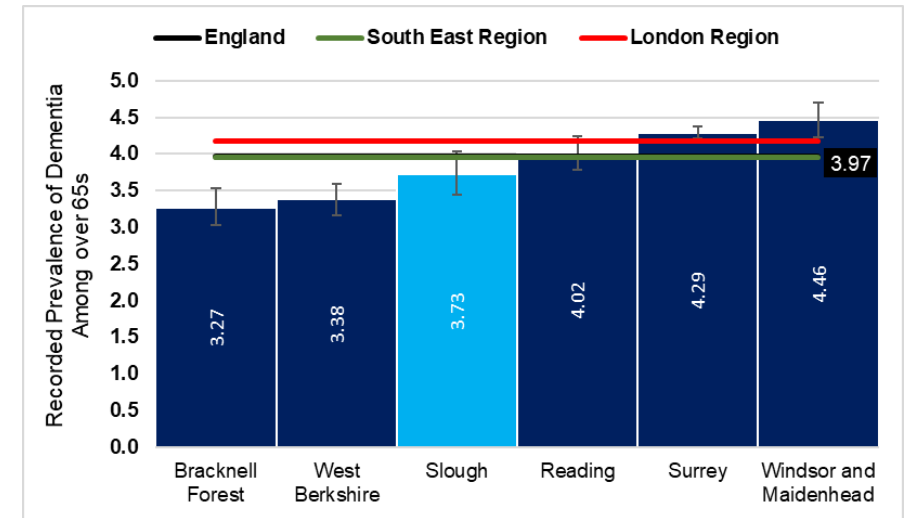 England South East Region London Region
Recorded Prevalence of Dementia
Among over 65s
5.0
4.5
4.0
3.5
3.0
2.5
2.0
1.5
1.0
0.5
0.0
3.27
3.38
3.73
4.02
4.29
4.46
3.97
Bracknell
Forest
West
Berkshire
Slough
Reading
Surrey
Windsor and
Maidenhead